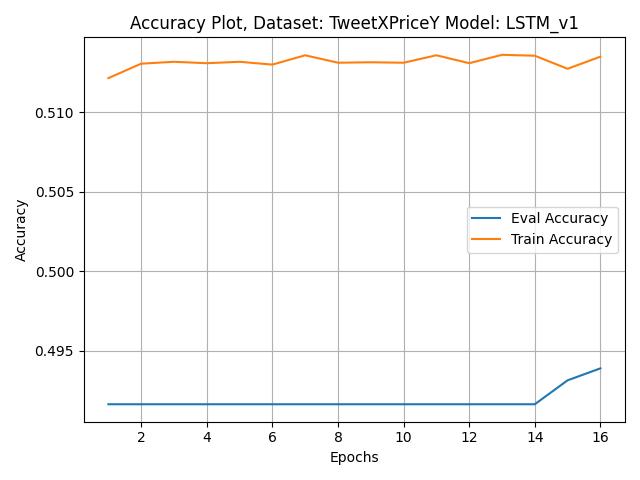 Accuracy Plot, Dataset: TweetXPriceY Model: LSTM_v1
0.510
0.505
0.500
0.495
Accuracy
Eval Accuracy
Train Accuracy
2 4 6 8 10 12 14 16
Epochs